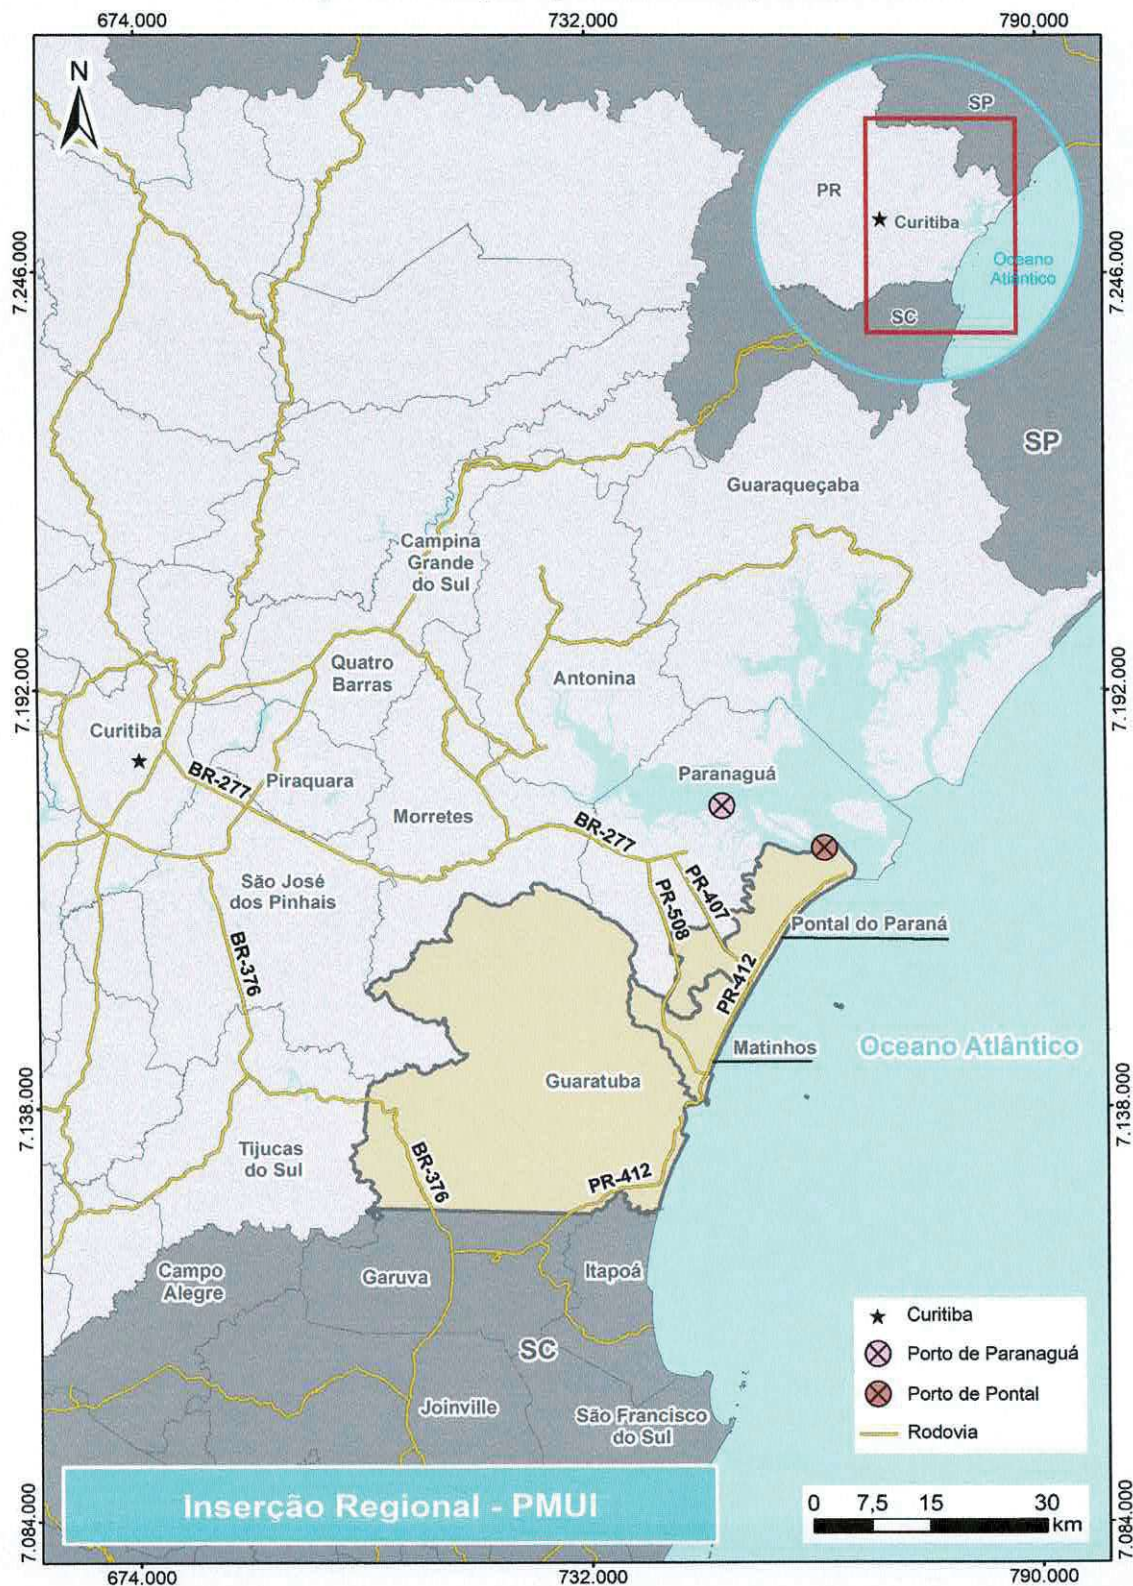 674.000
732.000
790.000
N
SP
PR
Curitiba
Oceano
Atlântico
SC
7.246.000
7.246.000
SP
Guaraqueçaba
Campina
Grande
do Sul
Quatro
Barras
Antonina
7.192.000
7.192.000
Curitiba
Paranaguá
BR-277
Piraquara
Morretes
BR-277
São José
dos Pinhais
PR-407
PR-508
Pontal do Paraná
BR-376
PR-412
Matinhos
Oceano Atlântico
Guaratuba
7.138.000
7.138.000
Tijucas
do Sul
BR-376
PR-412
Campo
Alegre
Garuva
Itapoá
SC
Joinville
São Francisco
do Sul
Curitiba
Porto de Paranaguá
Porto de Pontal
Rodovia
Inserção Regional - PMUI
0 7,5 15 30
km
7.084.000
7.084.000
674.000
732.000
790.000